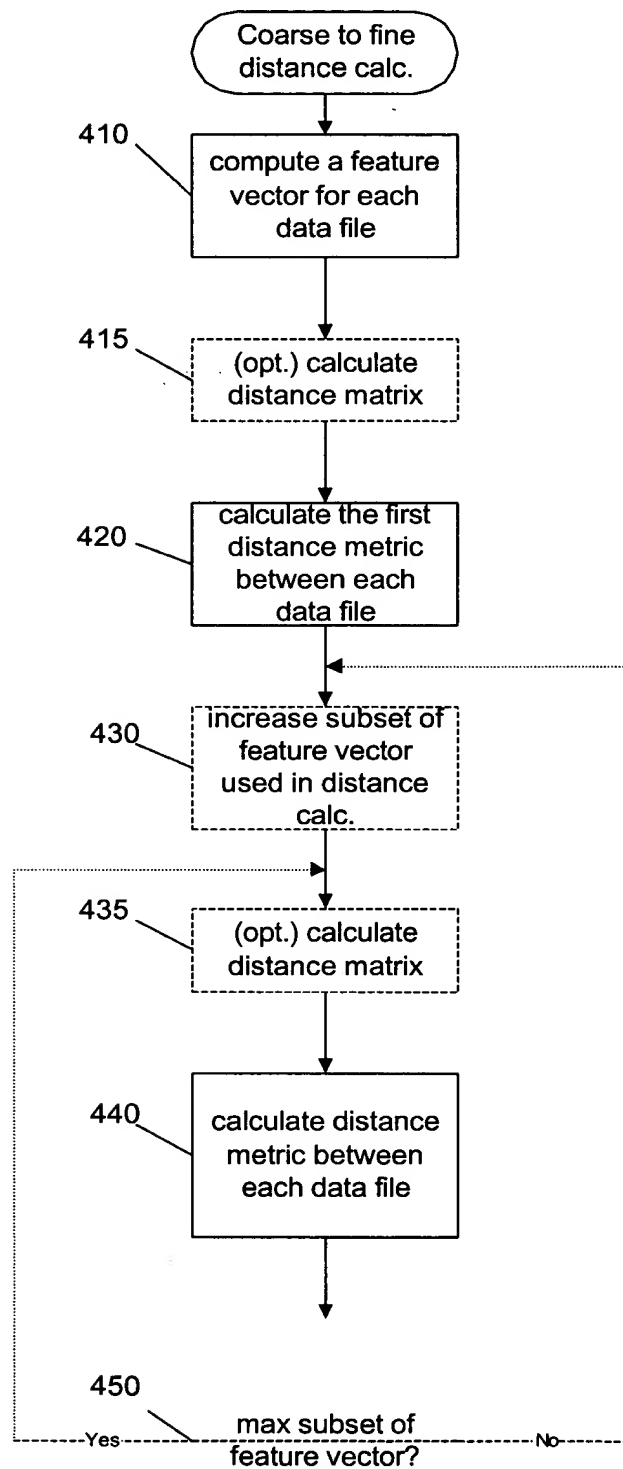 Coarse to fine
distance calc.
410
compute a feature
vector for each
data file
415
(opt.) calculate
distance matrix
420
calculate the first
distance metric
between each
data file
430
increase subset of
feature vector
used in distance
calc.
435
(opt.) calculate
distance matrix
440
calculate distance
metric between
each data file
450
Yes
max subset of
feature vector?
No